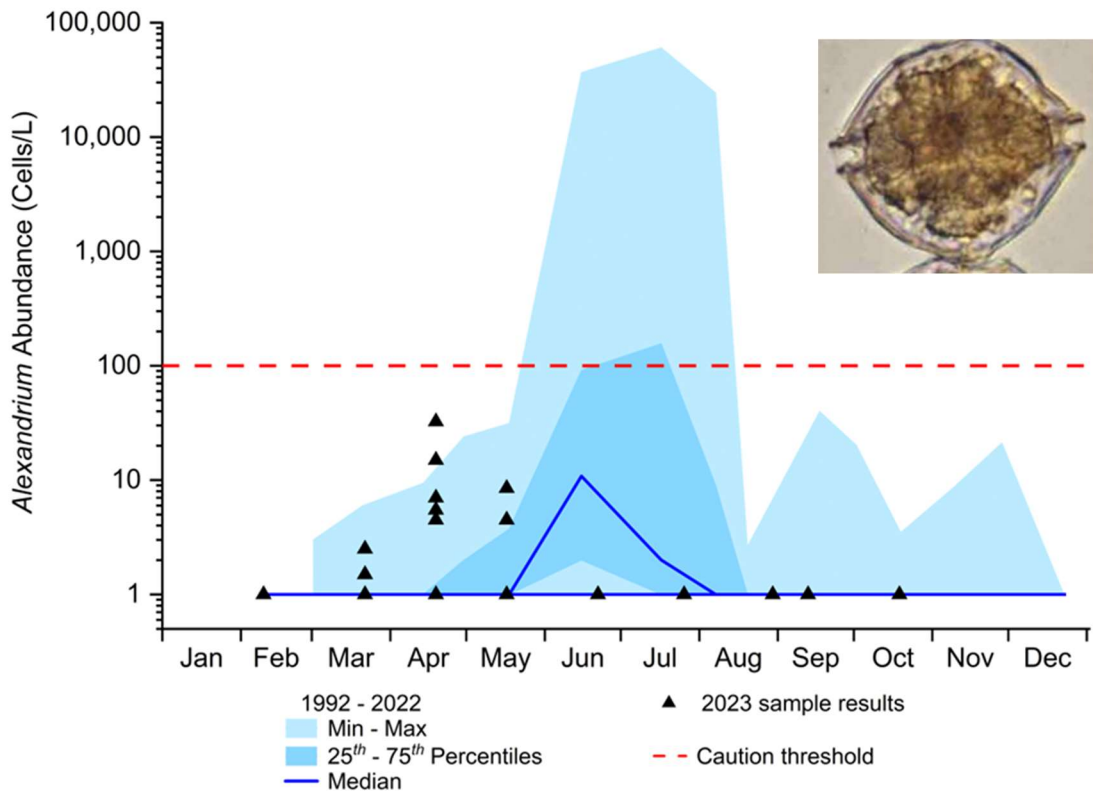 100,000
10,000
1,000
100
10
1
Alexandrium Abundance (Cells/L)
Jan Feb Mar Apr May Jun Jul Aug Sep Oct Nov Dec
1992 - 2022
Min - Max
25th - 75th Percentiles
Median
2023 sample results
Caution threshold